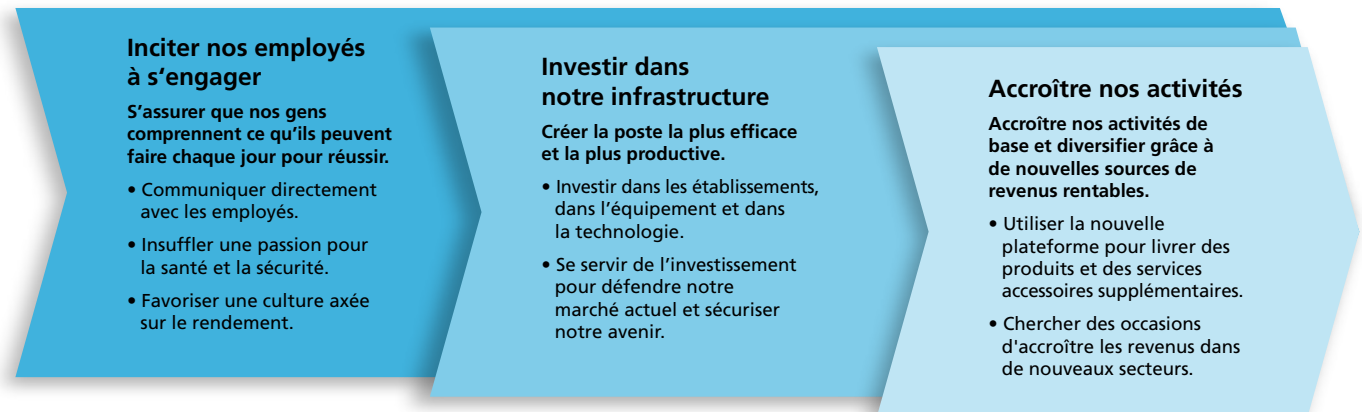 Inciter nos employés
à s‘engager
S’assurer que nos gens
comprennent ce qu’ils peuvent
faire chaque jour pour réussir.
• Communiquer directement
avec les employés.
• Insuffler une passion pour
la santé et la sécurité.
• Favoriser une culture axée
sur le rendement.
Investir dans
notre infrastructure
Créer la poste la plus efficace
et la plus productive.
• Investir dans les établissements,
dans l’équipement et dans
la technologie.
• Se servir de l’investissement
pour défendre notre
marché actuel et sécuriser
notre avenir.
Accroître nos activités
Accroître nos activités de
base et diversifier grâce à
de nouvelles sources de
revenus rentables.
• Utiliser la nouvelle
plateforme pour livrer des
produits et des services
accessoires supplémentaires.
• Chercher des occasions
d'accroître les revenus dans
de nouveaux secteurs.